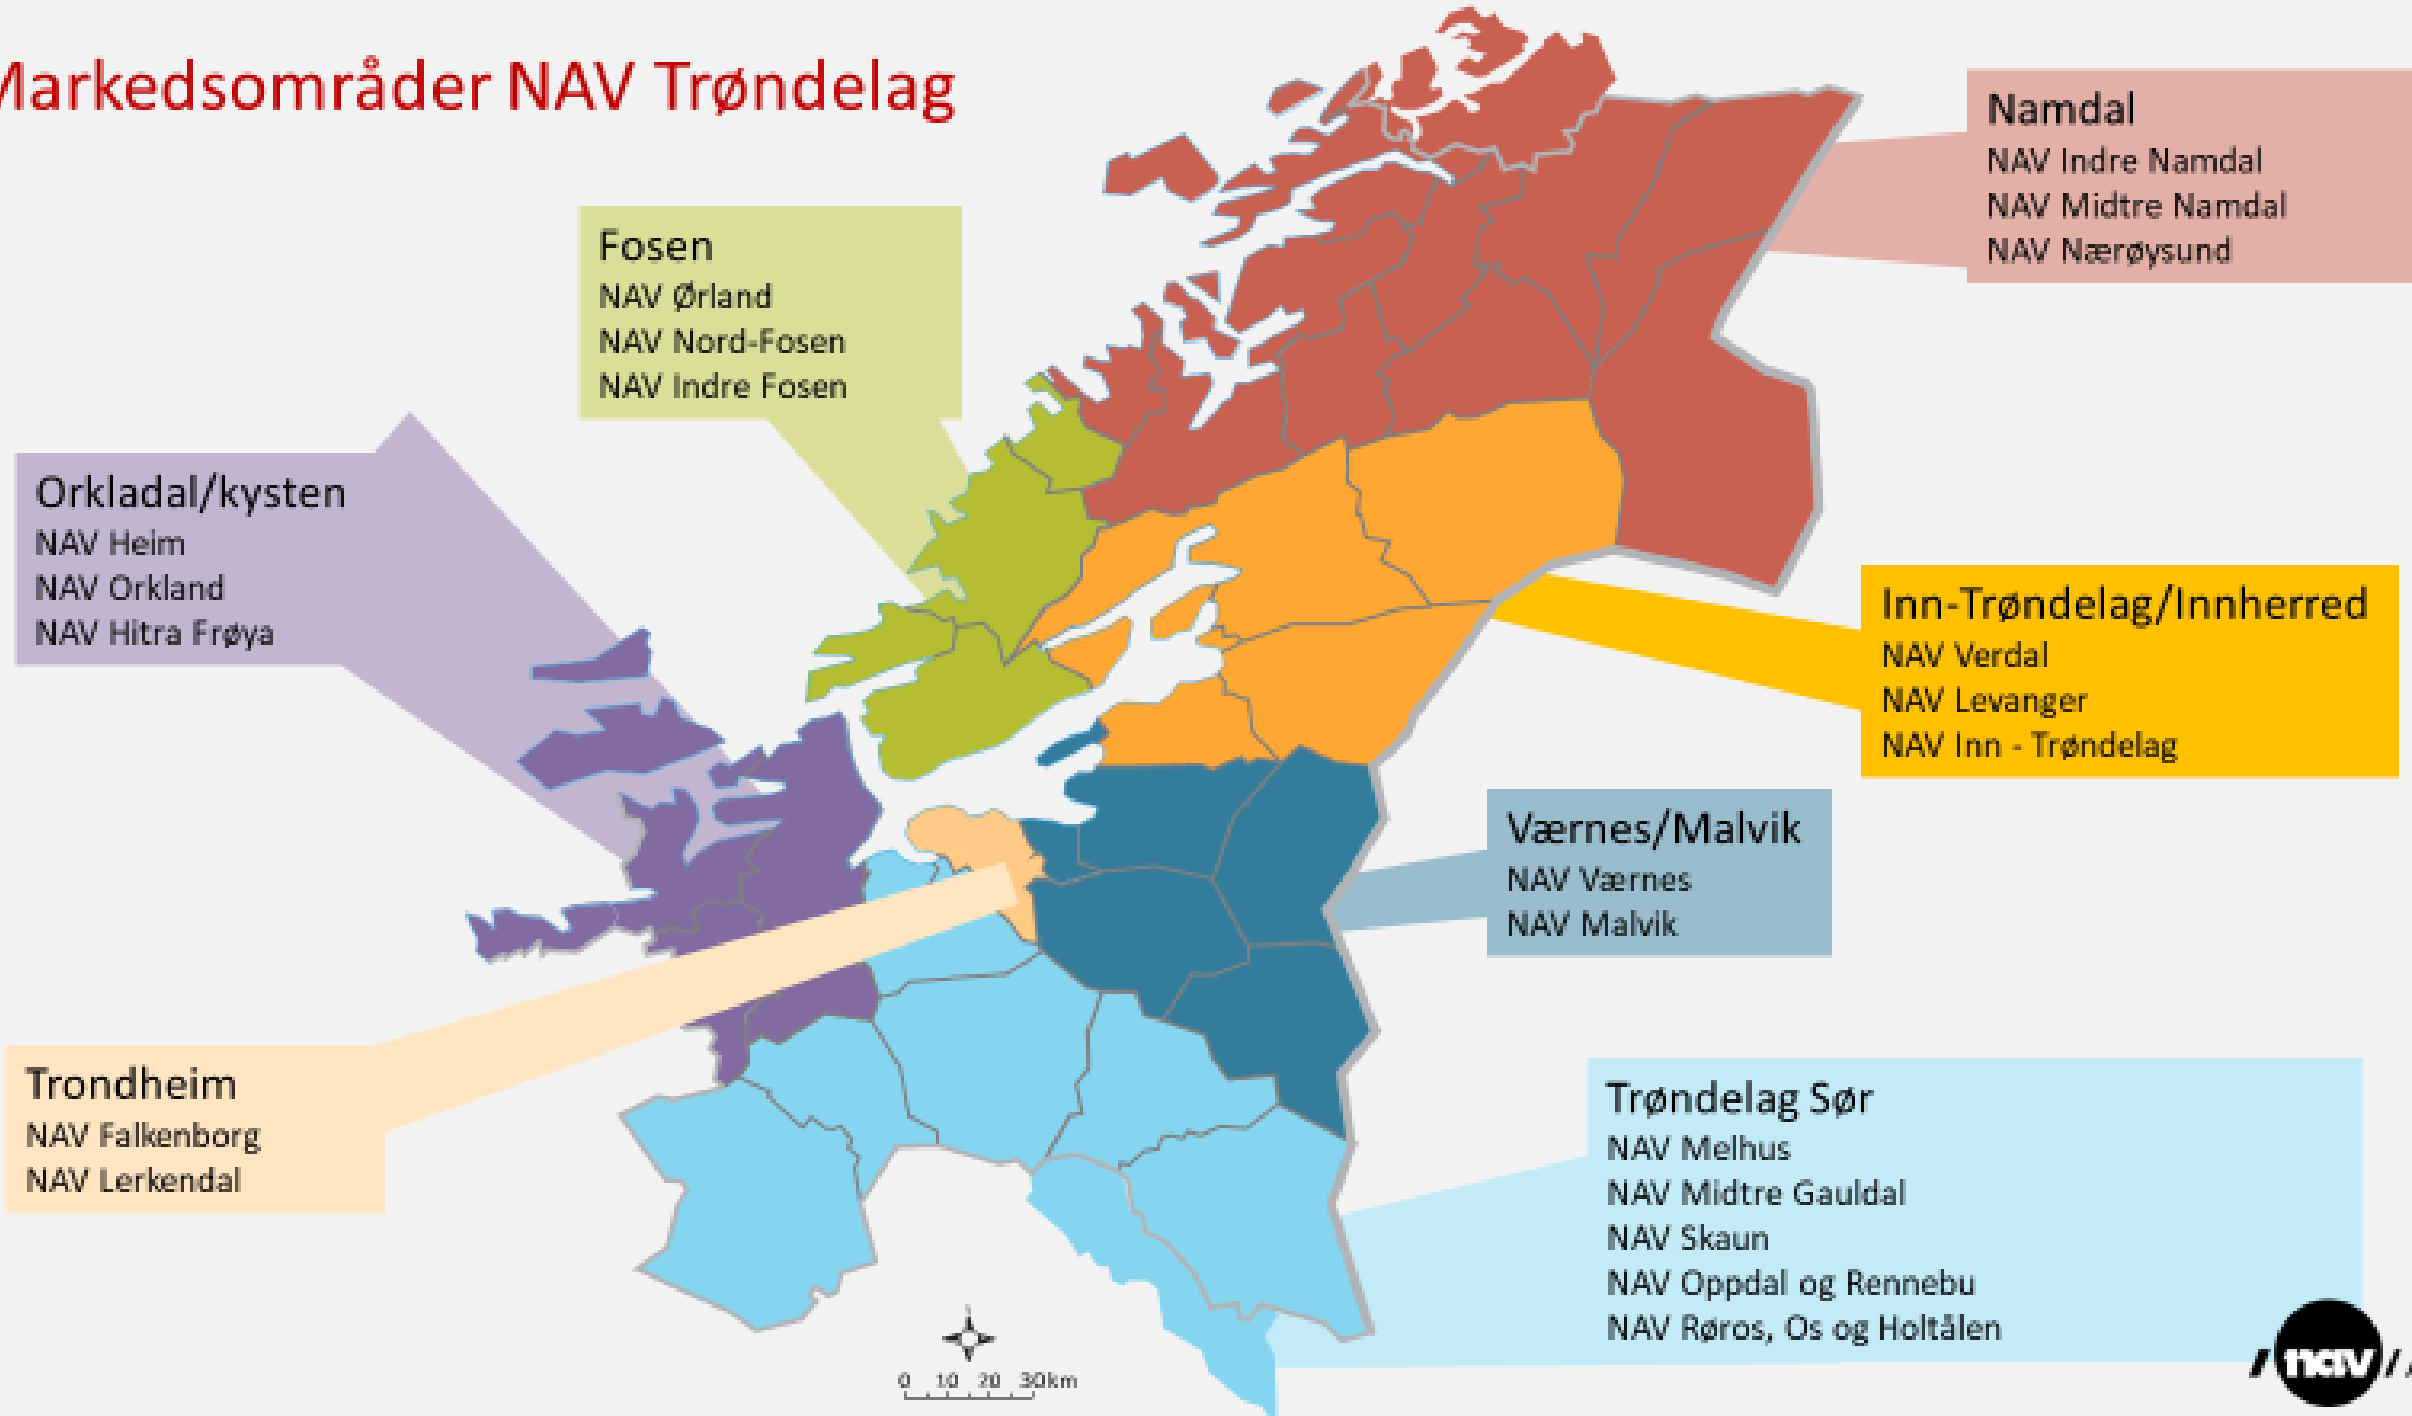 Markedsområder NAV Trøndelag
Namdal
NAV Indre Namdal
NAV Midtre Namdal
NAV Nærøysund
Fosen
NAV Ørland
NAV Nord-Fosen
NAV Indre Fosen
Orkladal/kysten
NAV Heim
NAV Orkland
NAV Hitra Frøya
Inn-Trøndelag/Innherred
NAV Verdal
NAV Levanger
NAV Inn - Trøndelag
Værnes/Malvik
NAV Værnes
NAV Malvik
Trondheim
NAV Falkenborg
NAV Lerkendal
Trøndelag Sør
NAV Melhus
NAV Midtre Gauldal
NAV Skaun
NAV Oppdal og Rennebu
NAV Røros, Os og Holtålen
0 10 20 30km
nav